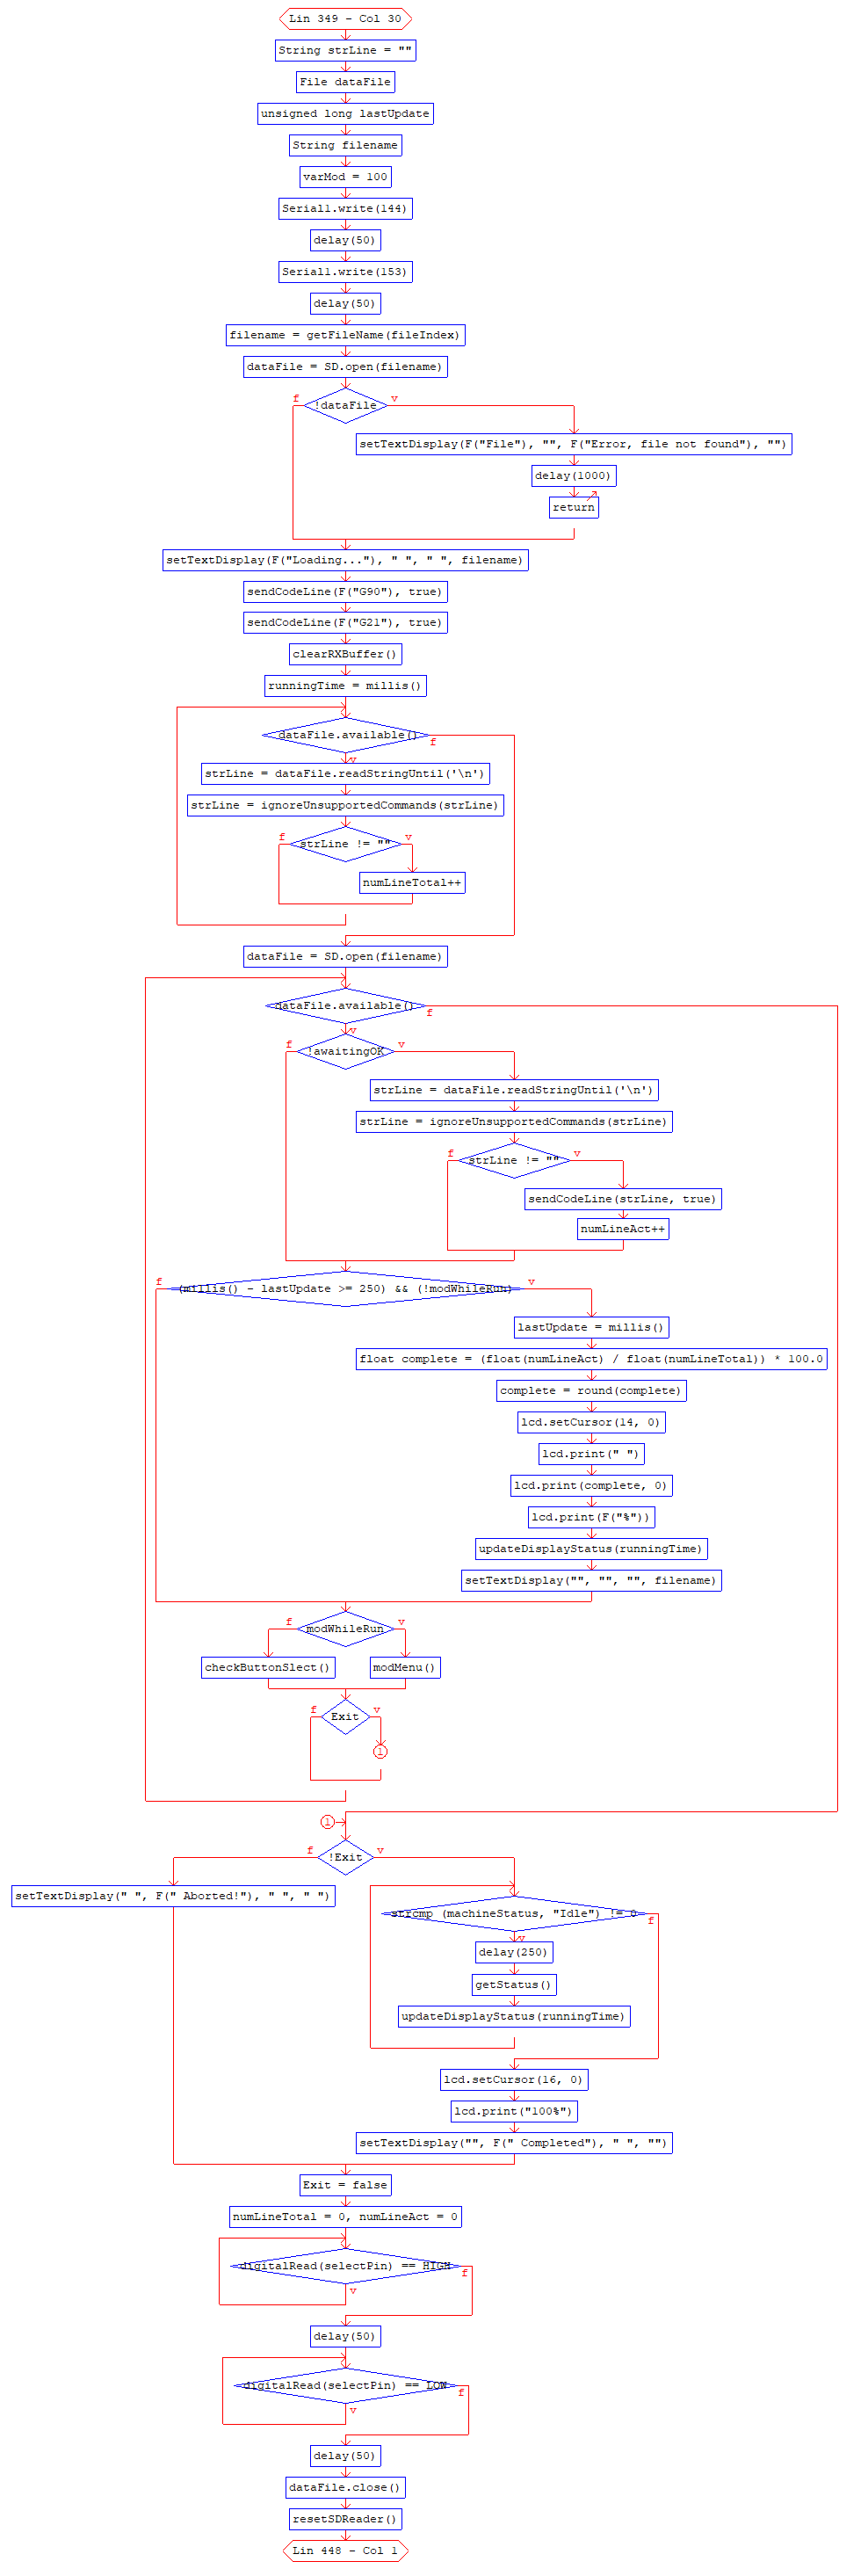 Lin 349 - Col 30
String strLine = ""
File dataFile
unsigned long lastUpdate
String filename
varMod = 100
Serial1.write(144)
delay(50)
Serial1.write(153)
delay(50)
filename = getFileName(fileIndex)
dataFile = SD.open(filename)
f !dataFile v
setTextDisplay(F("File"), "", F("Error, file not found"), "")
delay(1000)
return
setTextDisplay(F("Loading..."), " ", " ", filename)
sendCodeLine(F("G90"), true)
sendCodeLine(F("G21"), true)
clearRXBuffer()
runningTime = millis()
dataFile.available()
f
v
strLine = dataFile.readStringUntil('\n')
strLine = ignoreUnsupportedCommands(strLine)
f strLine != "" v
numLineTotal++
dataFile = SD.open(filename)
dataFile.available()
f
v
f !awaitingOK v
strLine = dataFile.readStringUntil('\n')
strLine = ignoreUnsupportedCommands(strLine)
f strLine != "" v
sendCodeLine(strLine, true)
numLineAct++
f (millis() - lastUpdate >= 250) && (!modWhileRun) v
lastUpdate = millis()
float complete = (float(numLineAct) / float(numLineTotal)) * 100.0
complete = round(complete)
lcd.setCursor(14, 0)
lcd.print(" ")
lcd.print(complete, 0)
lcd.print(F("%"))
updateDisplayStatus(runningTime)
setTextDisplay("", "", "", filename)
f modWhileRun v
checkButtonSlect()
modMenu()
f Exit v
1
1
f !Exit v
setTextDisplay(" ", F(" Aborted!"), " ", " ")
strcmp (machineStatus, "Idle") != 0
f
v
delay(250)
getStatus()
updateDisplayStatus(runningTime)
lcd.setCursor(16, 0)
lcd.print("100%")
setTextDisplay("", F(" Completed"), " ", "")
Exit = false
numLineTotal = 0, numLineAct = 0
digitalRead(selectPin) == HIGH
f
v
delay(50)
digitalRead(selectPin) == LOW
f
v
delay(50)
dataFile.close()
resetSDReader()
Lin 448 - Col 1